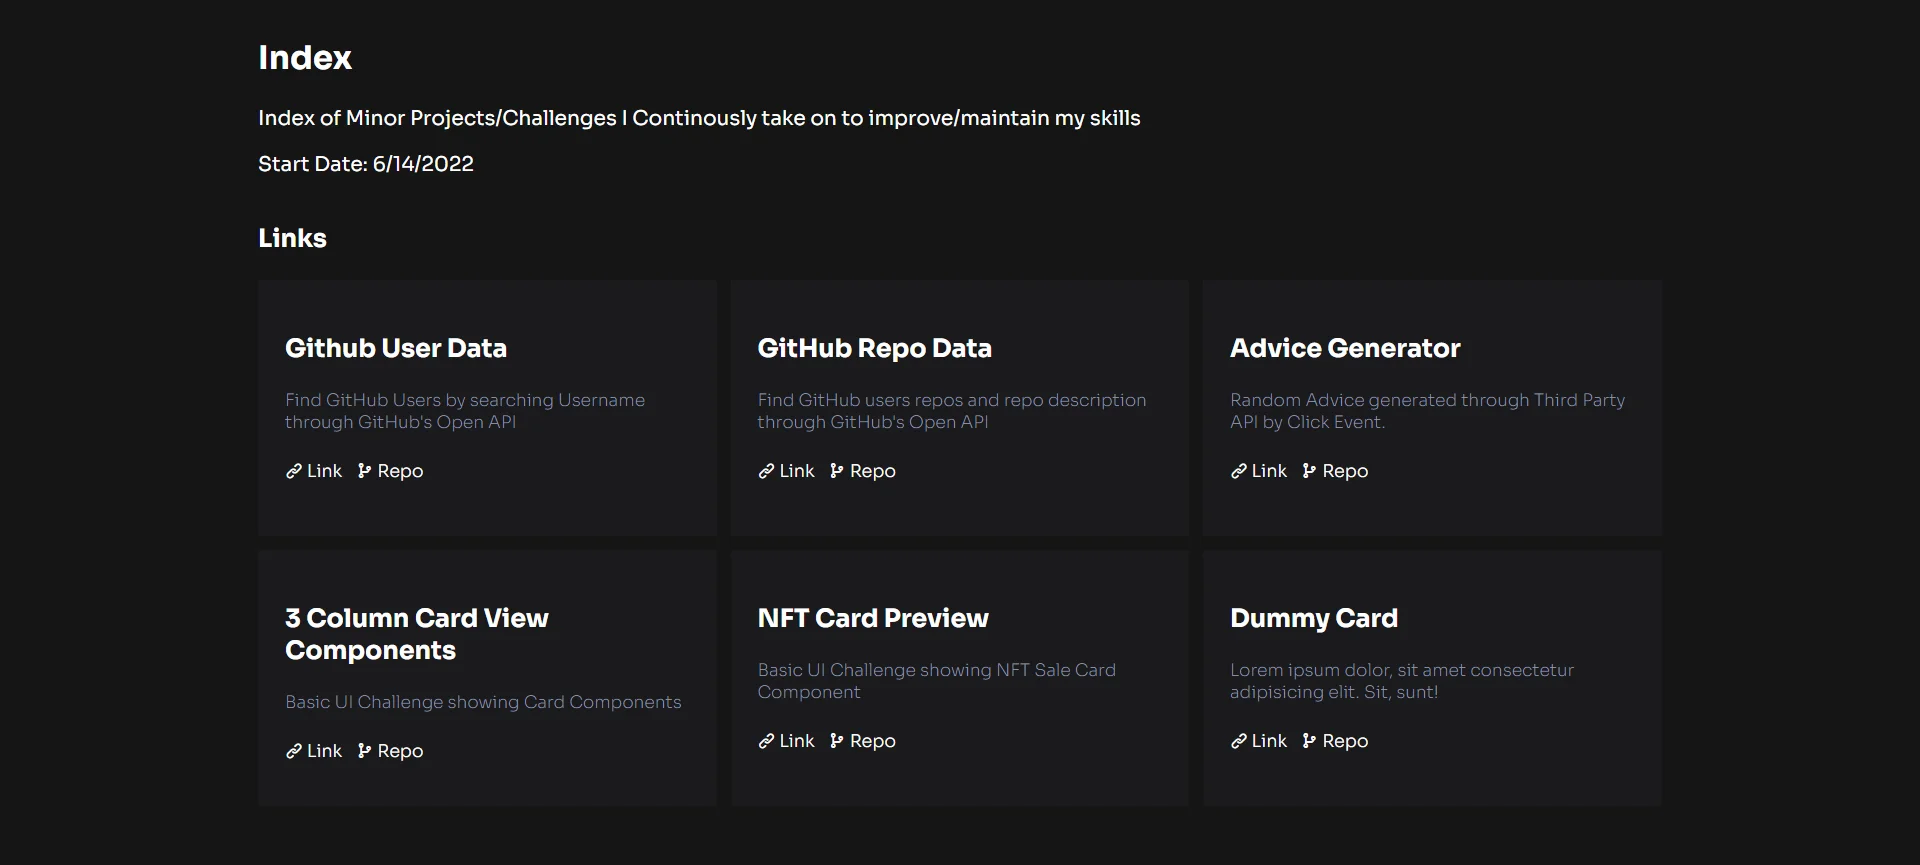 Index
Index of Minor Projects/Challenges I Continously take on to improve/maintain my skills
Start Date: 6/14/2022
Links
Github User Data
Find GitHub Users by searching Username
through GitHub's Open API
Link Repo
GitHub Repo Data
Find GitHub users repos and repo description
through GitHub's Open API
Link Repo
Advice Generator
Random Advice generated through Third Party
API by Click Event.
Link Repo
3 Column Card View
Components
Basic UI Challenge showing Card Components
Link Repo
NFT Card Preview
Basic UI Challenge showing NFT Sale Card
Component
Link Repo
Dummy Card
Lorem ipsum dolor, sit amet consectetur
adipisicing elit. Sit, sunt!
Link Repo